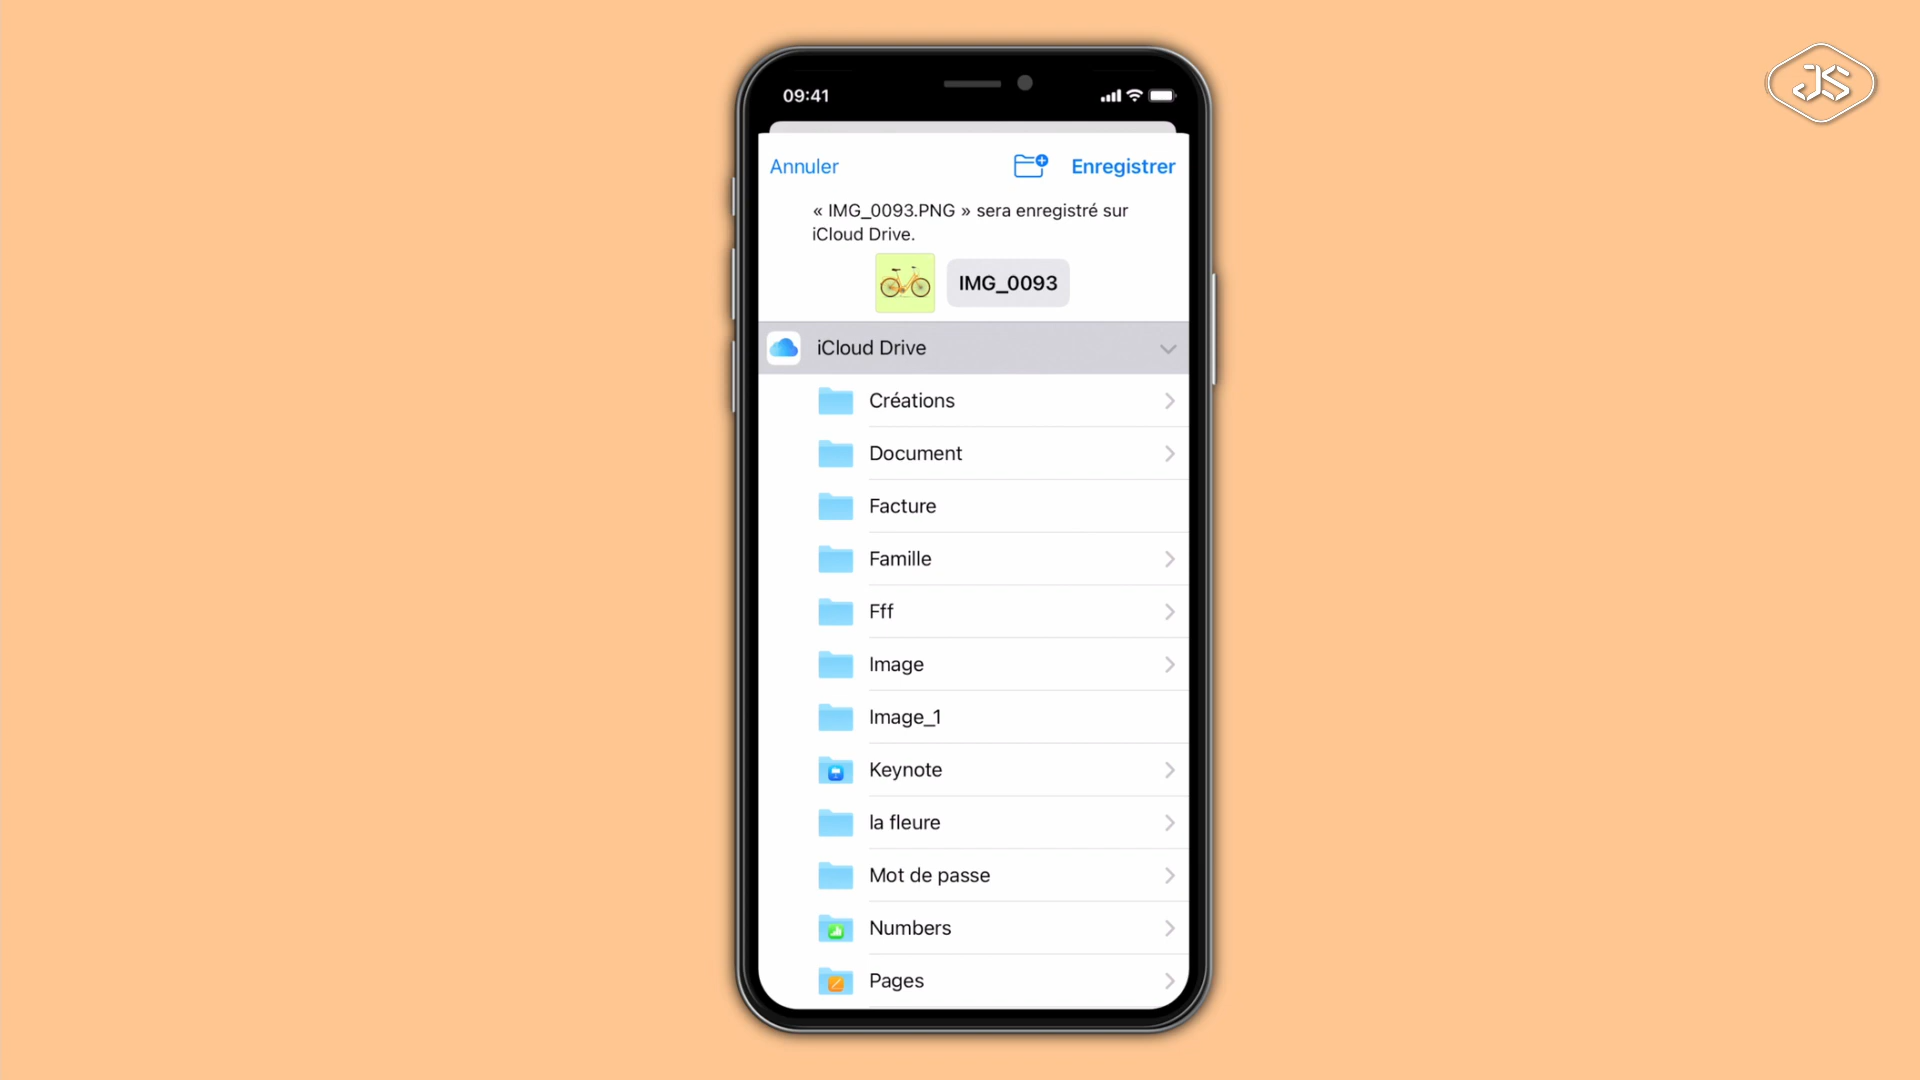 JS
09:41
Annuler
Enregistrer
« IMG_0093.PNG » sera enregistré sur
iCloud Drive.
IMG_0093
iCloud Drive
Créations
Document
Facture
Famille
Fff
Image
Image_1
Keynote
la fleure
Mot de passe
Numbers
Pages